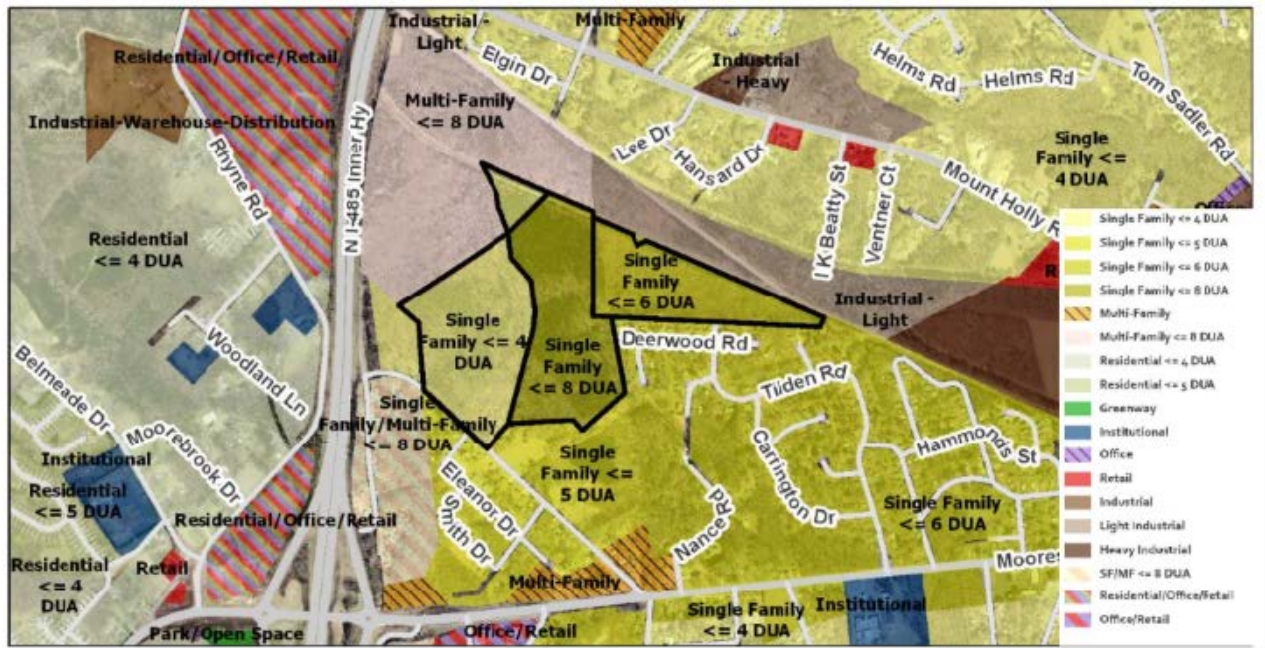 Industrial -
Light
Multi-Family
Residential/Office/Retail
Elgin Dr
Industrial
- Heavy
Helms Rd
Helms Rd
Tom Sadler Rd
Multi-Family
<= 8 DUA
Industrial-Warehouse-Distribution
N I-485 Inner Hy
Rhyne Rd
Lee Dr
Hansard Dr
Single
Family <=
4 DUA
I K Beatty St
Ventner Ct
Mount Holly R
Residential
<= 4 DUA
Single
Family
<= 6 DUA
Industrial -
Light
Single
Family <= 4
DUA
Single
Family
<= 8 DUA
Deerwood Rd
Woodland Ln
Belmeade Dr
Moorebrook Dr
Tilden Rd
Single
Family/Multi-Family
<= 8 DUA
Institutional
Residential
<= 5 DUA
Eleanor Dr
Smith Dr
Single
Family <=
5 DUA
Carrington Dr
Hammonds St
Single Family
<= 6 DUA
Nance Rd
Residential/Office/Retail
Moores
Residential
<= 4
DUA
Retail
Multi-Family
Park/Open Space
Office/Retail
Single Family
<= 4 DUA
Institutional
Single Family <= 4 DUA
Single Family <= 5 DUA
Single Family <= 6 DUA
Single Family <= 8 DUA
Multi-Family
Multi-Family <= 8 DUA
Residential <= 4 DUA
Residential <= 5 DUA
Greenway
Institutional
Office
Retail
Industrial
Light Industrial
Heavy Industrial
SF/MF <= 8 DUA
Residential/Office/Retail
Office/Retail